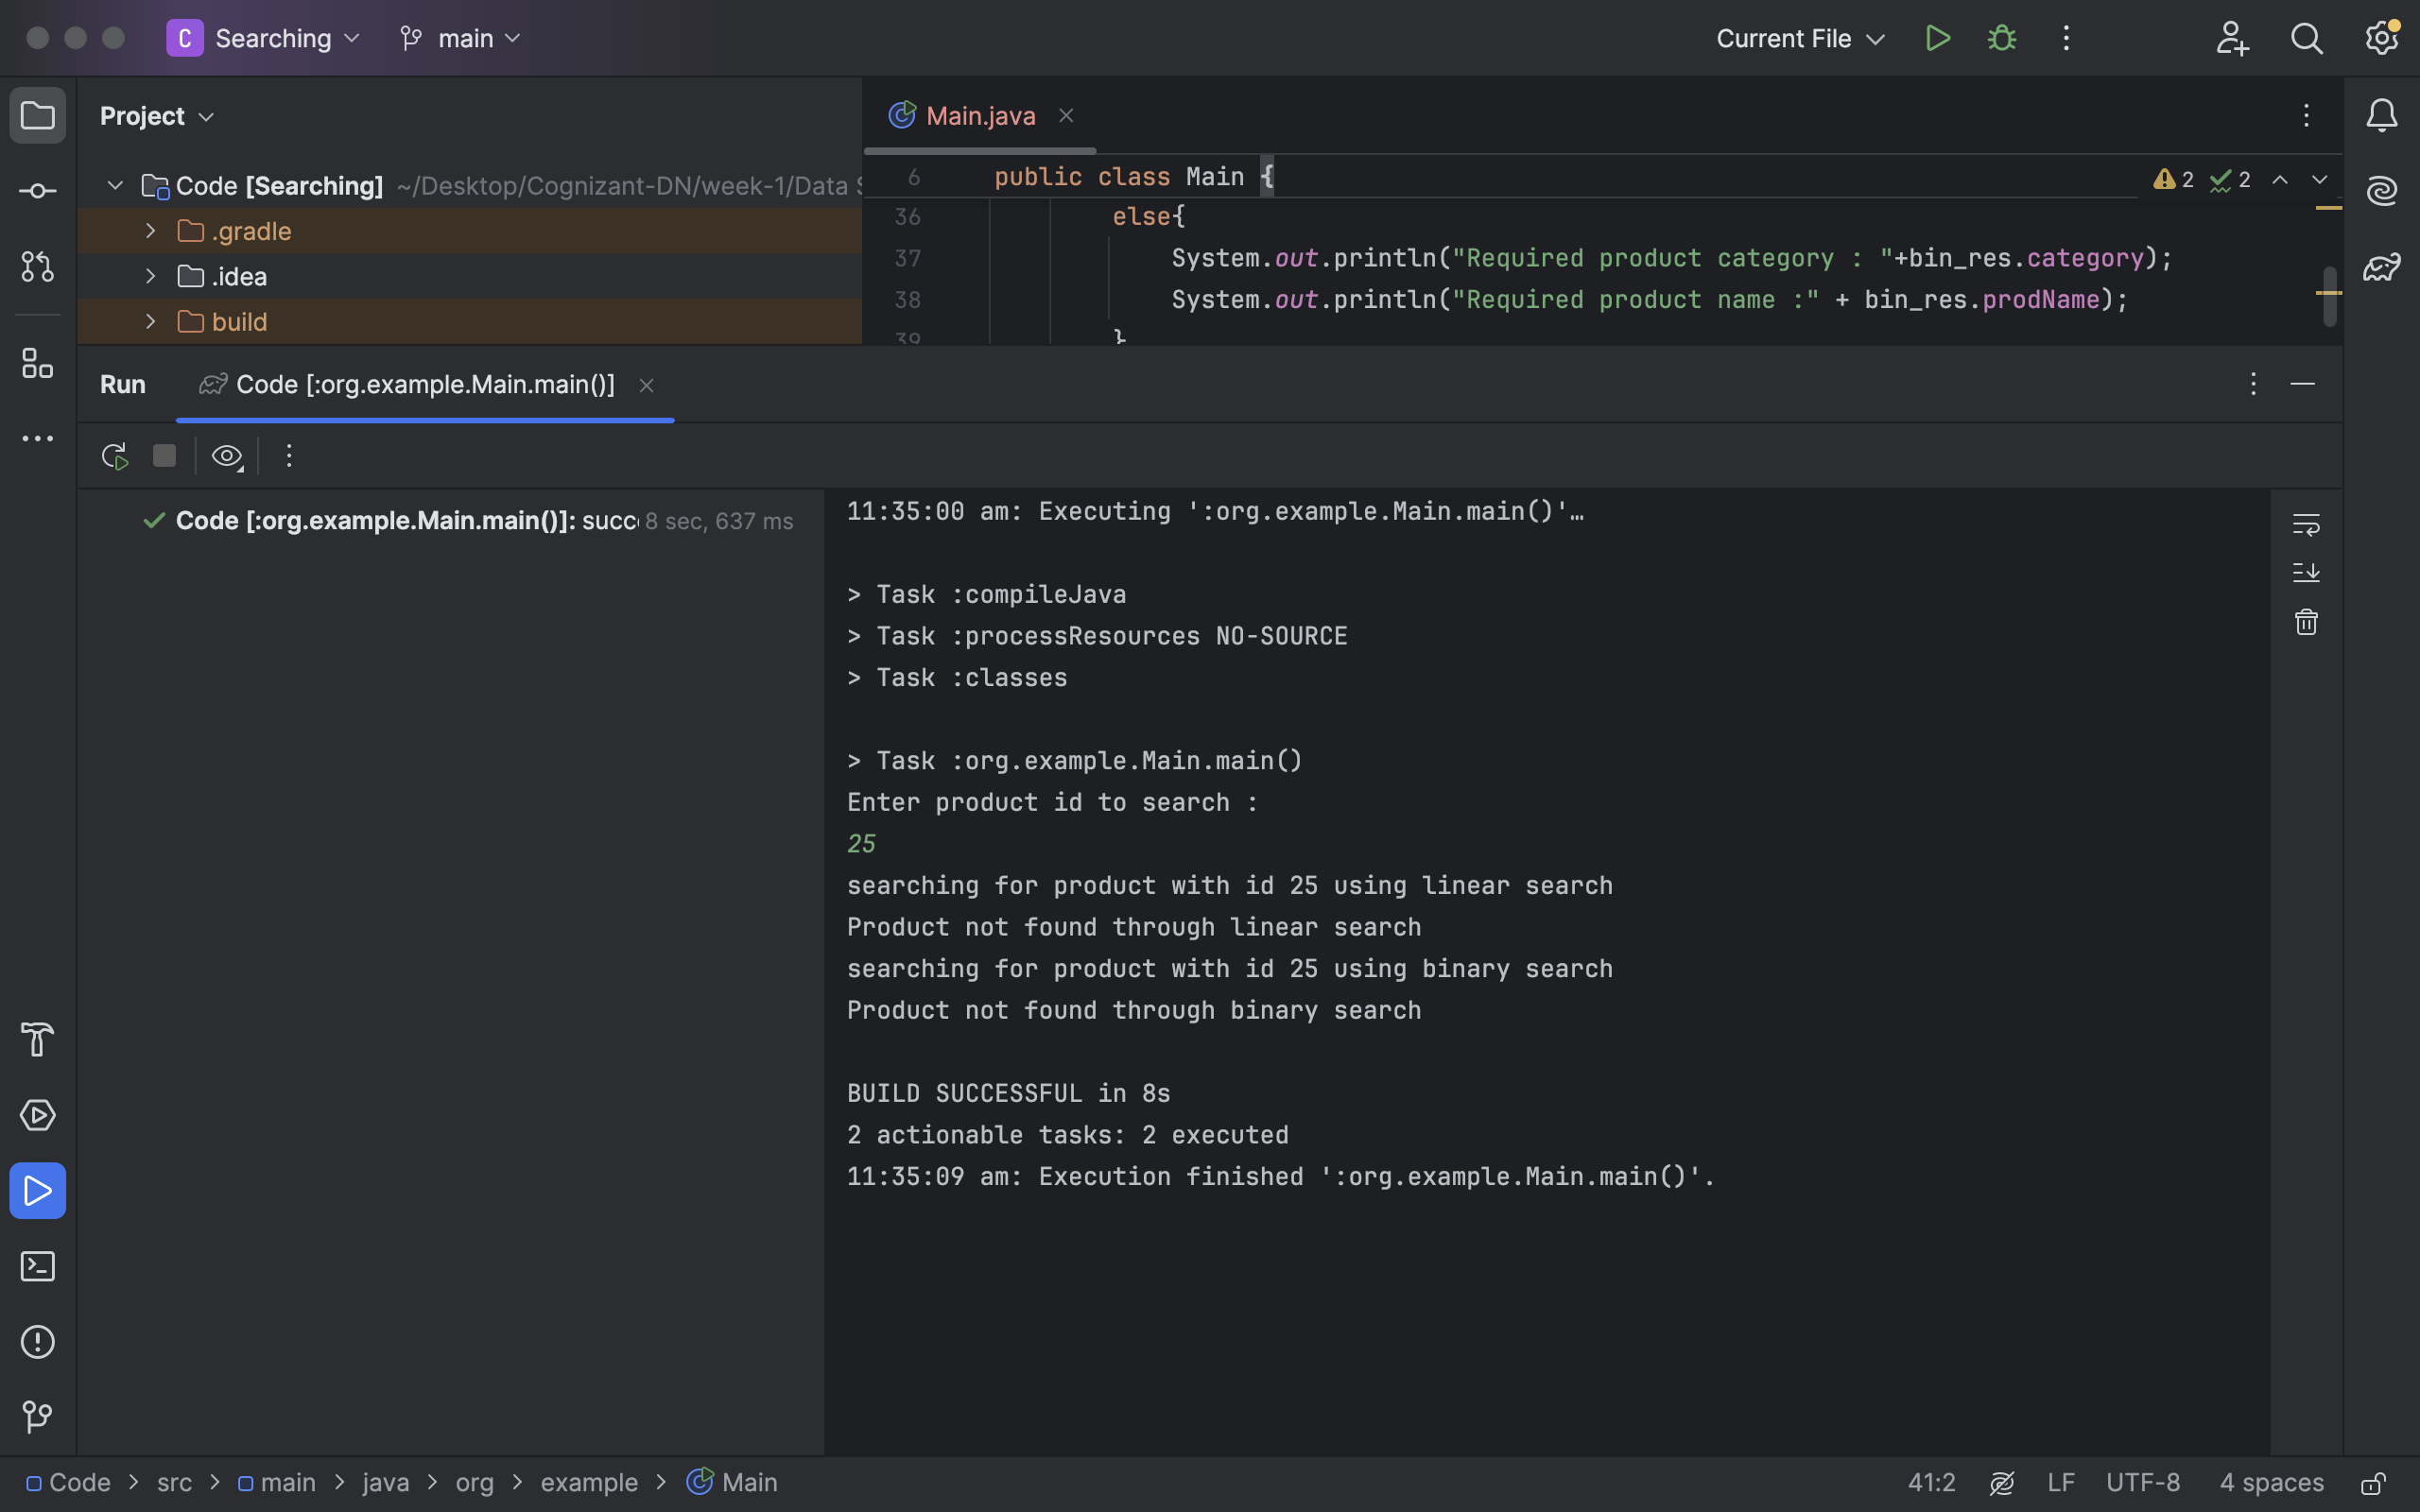 C Searching main Current File
Project
Main.java
Code [Searching] ~/Desktop/Cognizant-DN/week-1/Data
.gradle
.idea
build
6 public class Main {
2 2
36 else{
37 System.out.println("Required product category : "+bin_res.category);
38 System.out.println("Required product name :" + bin_res.prodName);
39 }
Run Code [:org.example.Main.main()]
Code [:org.example.Main.main()]: succ 8 sec, 637 ms
11:35:00 am: Executing ':org.example.Main.main()'…
> Task :compileJava
> Task :processResources NO-SOURCE
> Task :classes
> Task :org.example.Main.main()
Enter product id to search :
25
searching for product with id 25 using linear search
Product not found through linear search
searching for product with id 25 using binary search
Product not found through binary search
BUILD SUCCESSFUL in 8s
2 actionable tasks: 2 executed
11:35:09 am: Execution finished ':org.example.Main.main()'.
Code > src > main > java > org > example > Main 41:2 LF UTF-8 4 spaces